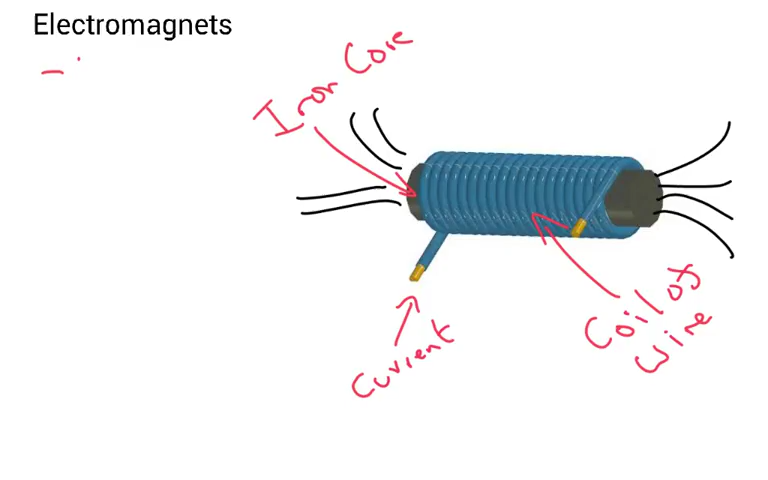 Electromagnets
Iron Core
Current
Coil of
Wire